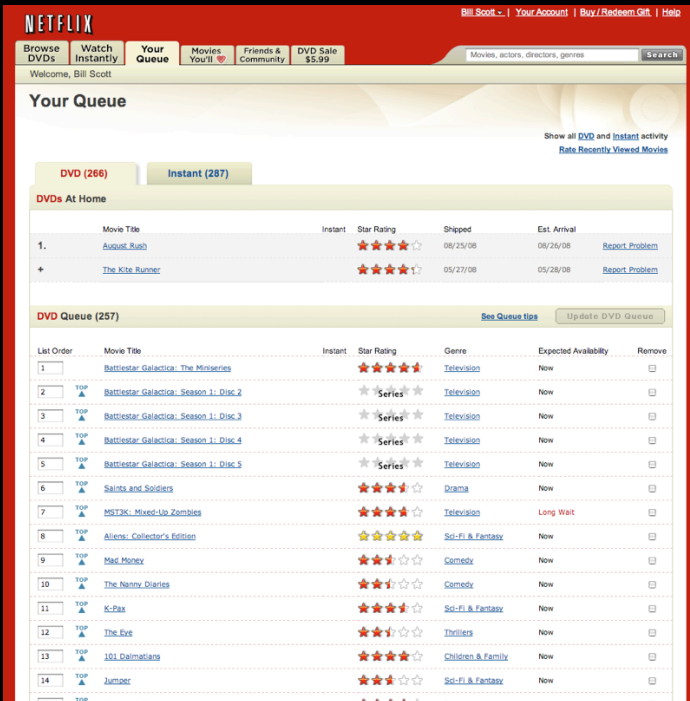 Bill Scott | Your Account | Buy / Redeem Gift | Help
NETFLIX
Browse DVDs Watch Instantly Your Queue Movies You'll Friends & Community DVD Sale $5.99 Movies, actors, directors, genres Search
Welcome, Bill Scott
Your Queue
Show all DVD and Instant activity
Rate Recently Viewed Movies
DVD (266) Instant (287)
DVDs At Home
Movie Title Instant Star Rating Shipped Est. Arrival
1. August Rush 08/25/08 08/26/08 Report Problem
+ The Kite Runner 05/27/08 05/28/08 Report Problem
DVD Queue (257) See Queue tips Update DVD Queue
List Order Movie Title Instant Star Rating Genre Expected Availability Remove
1 Battlestar Galactica: The Miniseries Television Now
2 TOP Battlestar Galactica: Season 1: Disc 2 Series Television Now
3 TOP Battlestar Galactica: Season 1: Disc 3 Series Television Now
4 TOP Battlestar Galactica: Season 1: Disc 4 Series Television Now
5 TOP Battlestar Galactica: Season 1: Disc 5 Series Television Now
6 TOP Saints and Soldiers Drama Now
7 TOP MST3K: Mixed-Up Zombies Television Long Wait
8 TOP Aliens: Collector's Edition Sci-Fi & Fantasy Now
9 TOP Mad Money Comedy Now
10 TOP The Nanny Diaries Comedy Now
11 TOP K-Pax Sci-Fi & Fantasy Now
12 TOP The Eye Thrillers Now
13 TOP 101 Dalmatians Children & Family Now
14 TOP Jumper Sci-Fi & Fantasy Now
TOP